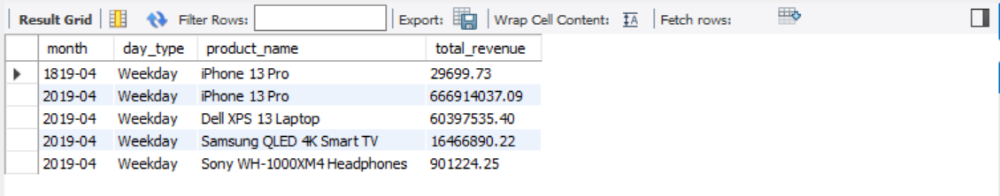 Result Grid Filter Rows: Export: Wrap Cell Content: IA Fetch rows:
month day_type product_name total_revenue
1819-04 Weekday iPhone 13 Pro 29699.73
2019-04 Weekday iPhone 13 Pro 666914037.09
2019-04 Weekday Dell XPS 13 Laptop 60397535.40
2019-04 Weekday Samsung QLED 4K Smart TV 16466890.22
2019-04 Weekday Sony WH-1000XM4 Headphones 901224.25